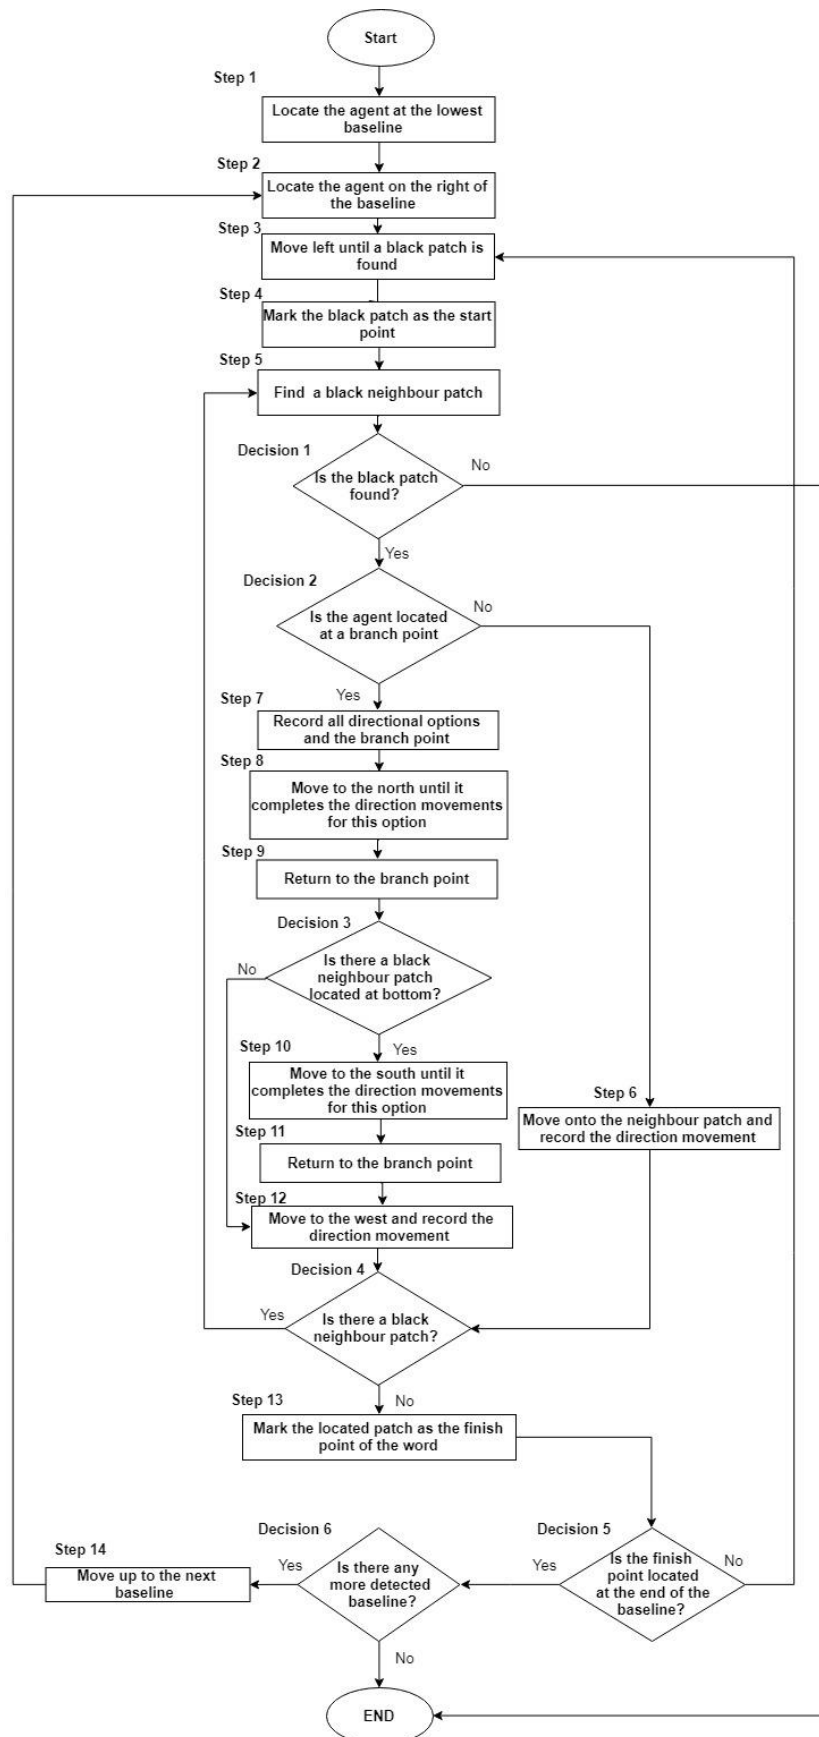 Start
Step 1
Locate the agent at the lowest
baseline
Step 2
Locate the agent on the right of
the baseline
Step 3
Move left until a black patch is
found
Step 4
Mark the black patch as the start
point
Step 5
Find a black neighbour patch
Decision 1
No
Is the black patch
found?
Yes
Decision 2
No
Is the agent located
at a branch point
Yes
Step 7
Record all directional options
and the branch point
Step 8
Move to the north until it
completes the direction movements
for this option
Step 9
Return to the branch point
Decision 3
No
Is there a black
neighbour patch
located at bottom?
Step 10
Yes
Move to the south until it
completes the direction movements
for this option
Step 6
Move onto the neighbour patch and
record the direction movement
Step 11
Return to the branch point
Step 12
Move to the west and record the
direction movement
Decision 4
Yes
Is there a black
neighbour patch?
No
Step 13
Mark the located patch as the finish
point of the word
Decision 6
Decision 5
Step 14
Yes
Yes
No
Move up to the next
baseline
Is there any
more detected
baseline?
Is the finish
point located
at the end of the
baseline?
No
END